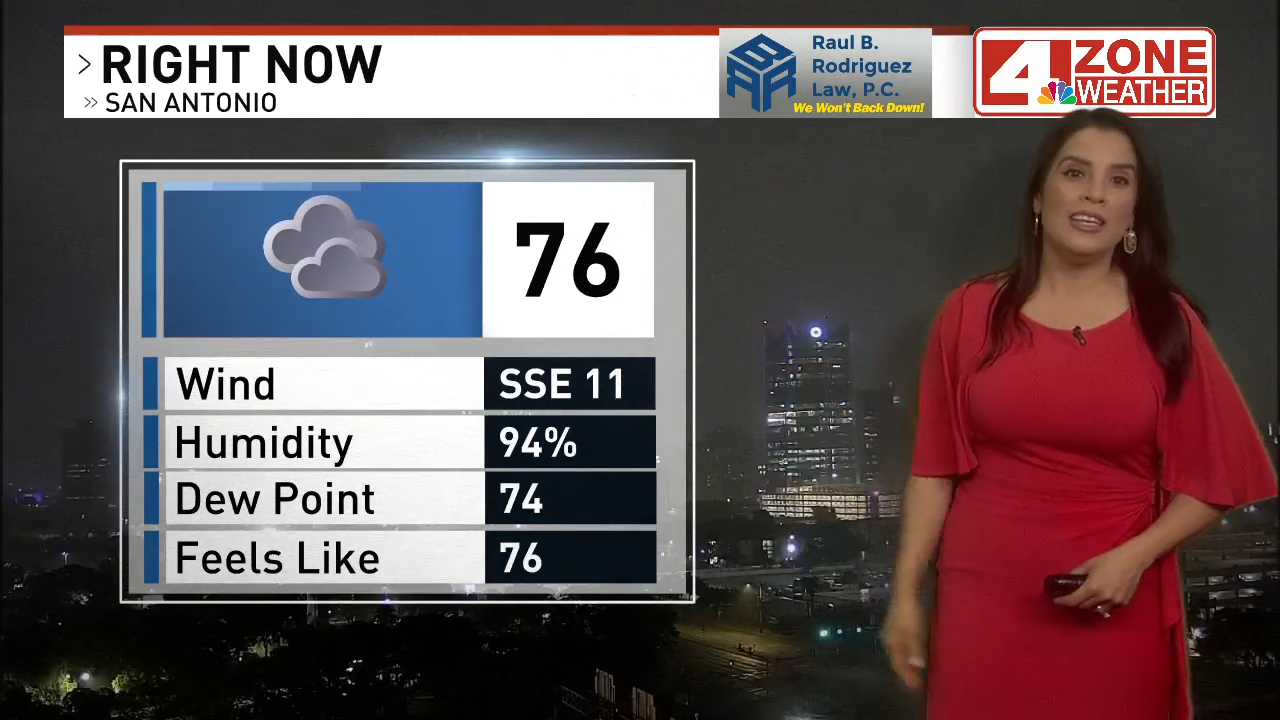 RIGHT NOW
SAN ANTONIO
Raul B.
Rodriguez
Law, P.C.
We Won't Back Down!
4 ZONE
WEATHER
76
Wind SSE 11
Humidity 94%
Dew Point 74
Feels Like 76